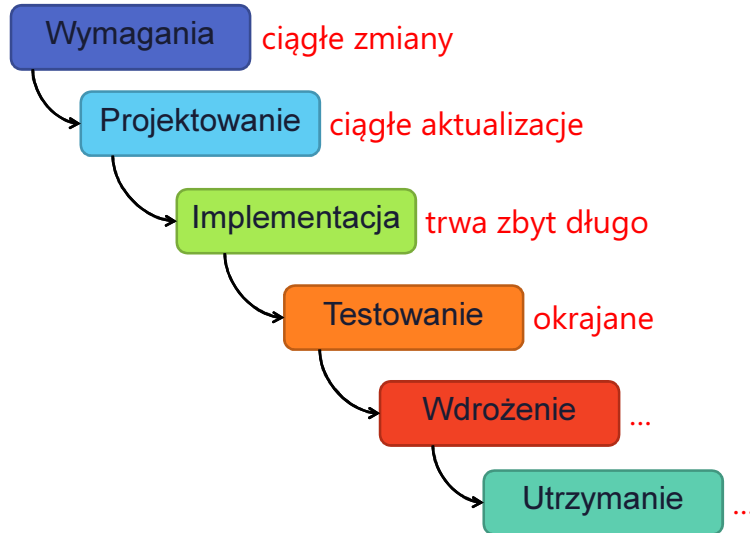 Wymagania ciągłe zmiany
Projektowanie ciągłe aktualizacje
Implementacja trwa zbyt długo
Testowanie okrajane
Wdrożenie ...
Utrzymanie ...